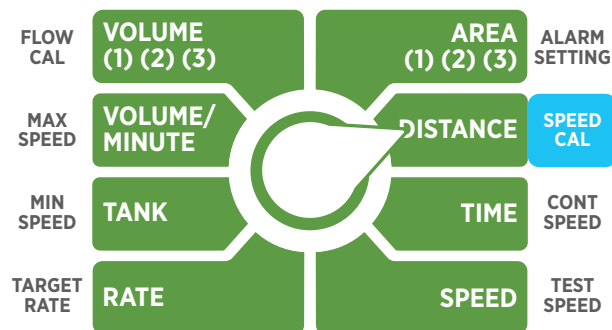 FLOW
CAL
VOLUME
(1) (2) (3)
AREA
(1) (2) (3)
ALARM
SETTING
MAX
SPEED
VOLUME/
MINUTE
DISTANCE
SPEED
CAL
MIN
SPEED
TANK
TIME
CONT
SPEED
TARGET
RATE
RATE
SPEED
TEST
SPEED